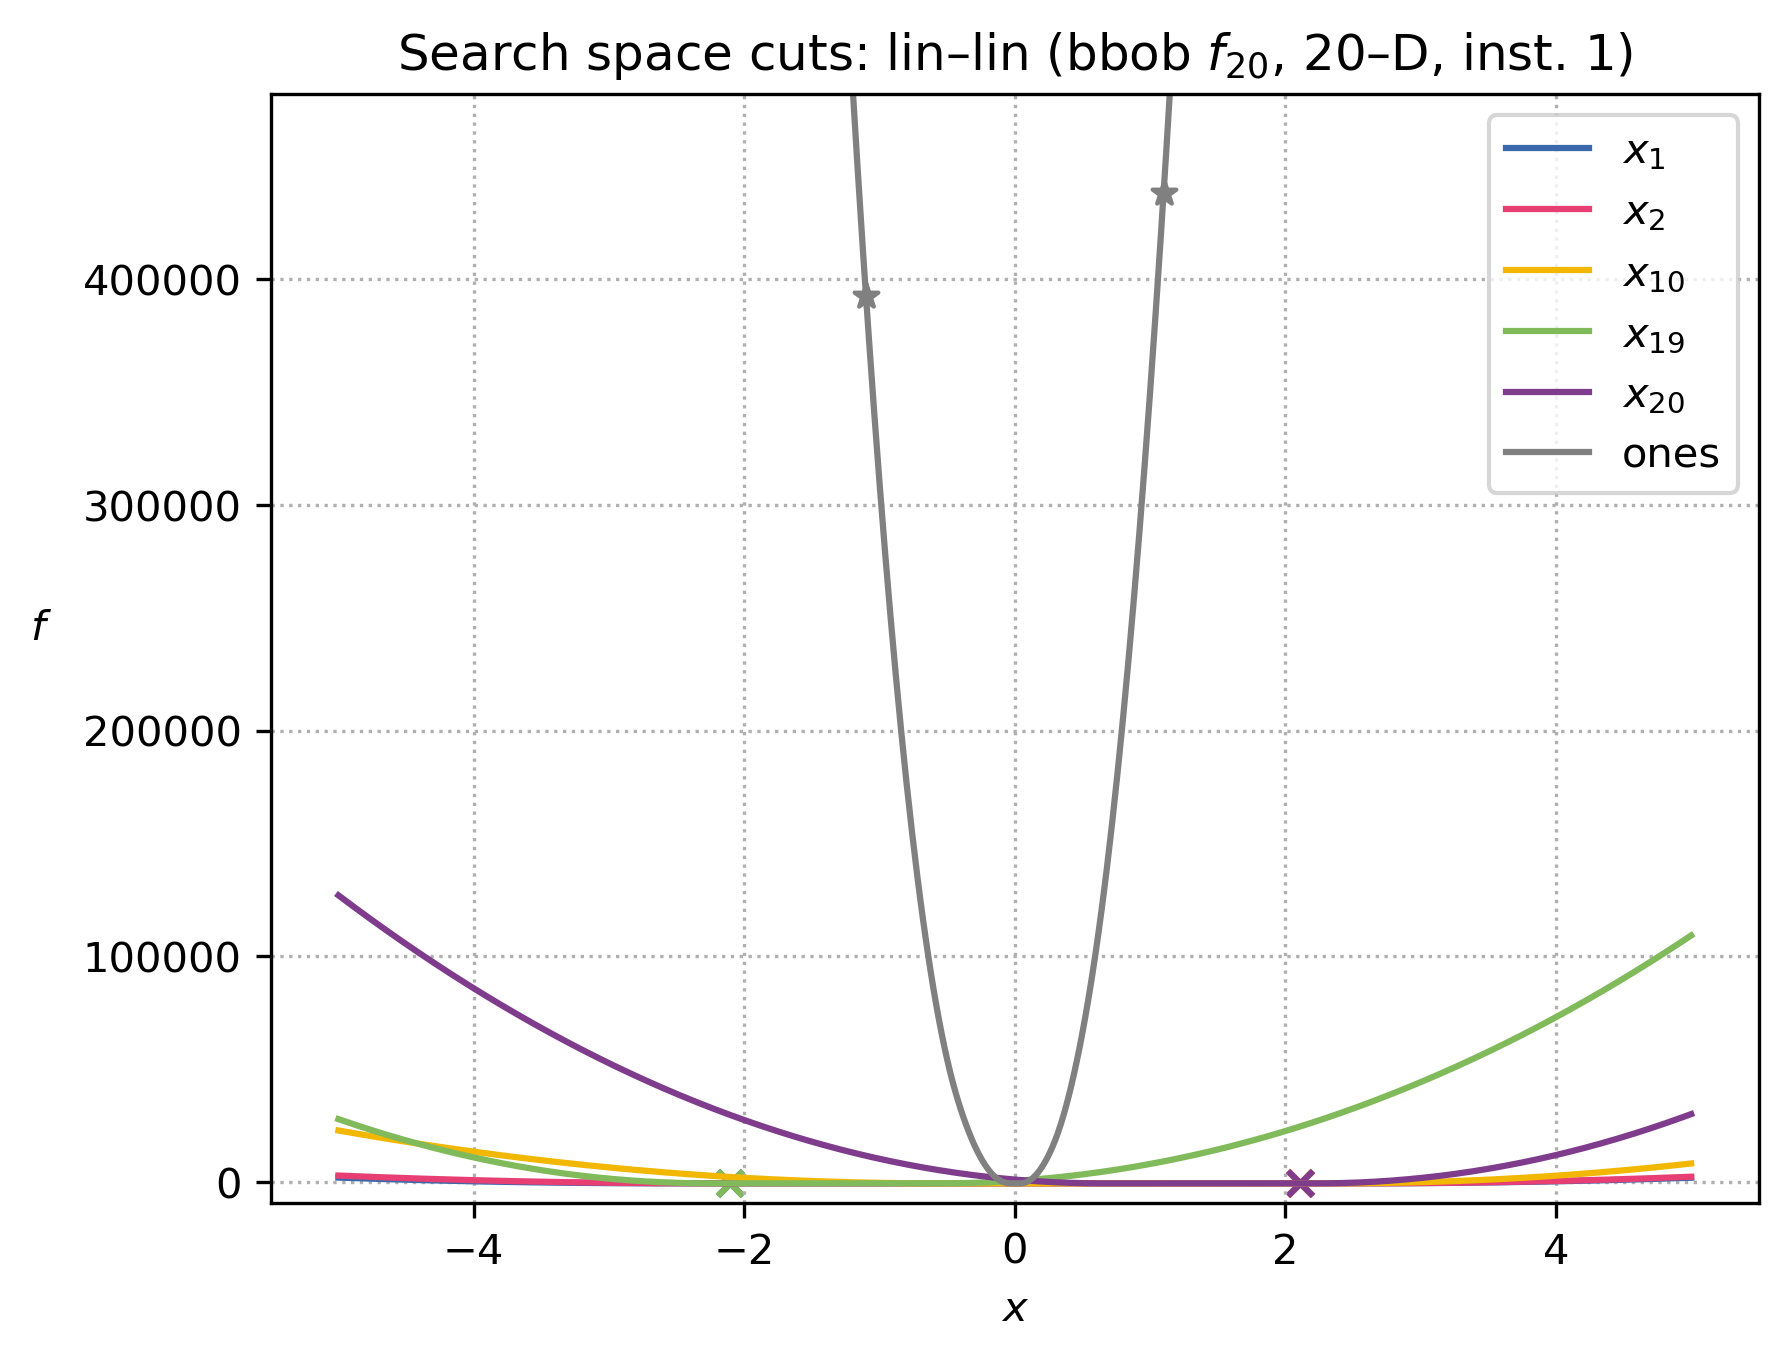 Search space cuts: lin–lin (bbob f₂₀, 20–D, inst. 1)
x₁
x₂
x₁₀
x₁₉
x₂₀
ones
400000
300000
200000
100000
0
f
−4 −2 0 2 4
x